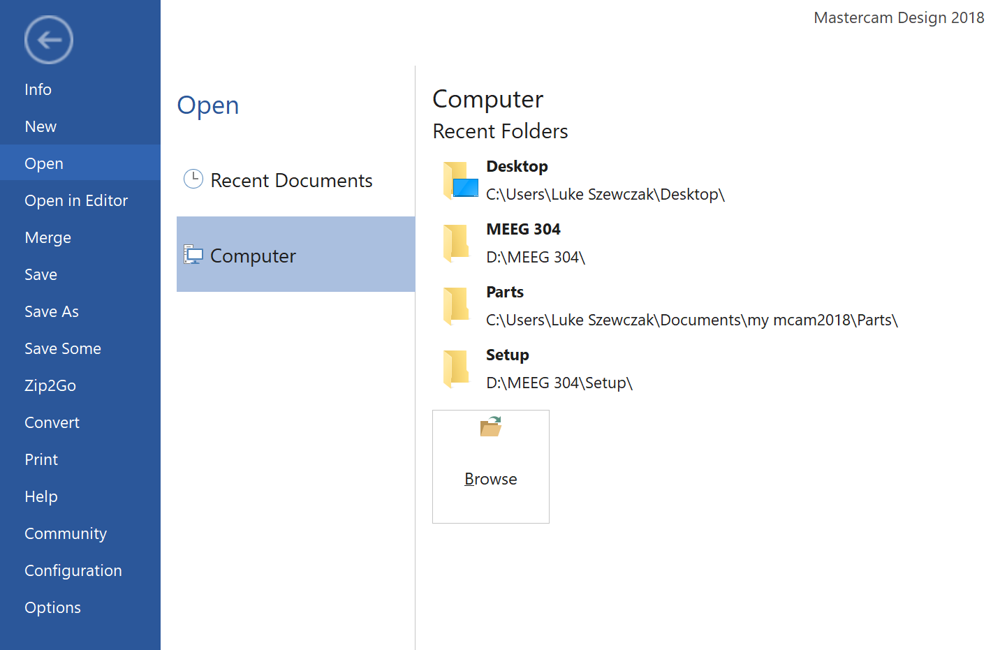 Mastercam Design 2018
Info
New
Open
Open in Editor
Merge
Save
Save As
Save Some
Zip2Go
Convert
Print
Help
Community
Configuration
Options
Open
Recent Documents
Computer
Computer
Recent Folders
Desktop
C:\Users\Luke Szewczak\Desktop\
MEEG 304
D:\MEEG 304\
Parts
C:\Users\Luke Szewczak\Documents\my mcam2018\Parts\
Setup
D:\MEEG 304\Setup\
Browse